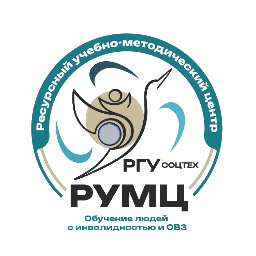 Ресурсный учебно-методический центр
РГУ СОЦТЕХ
РУМЦ
Обучение людей
с инвалидностью и ОВЗ